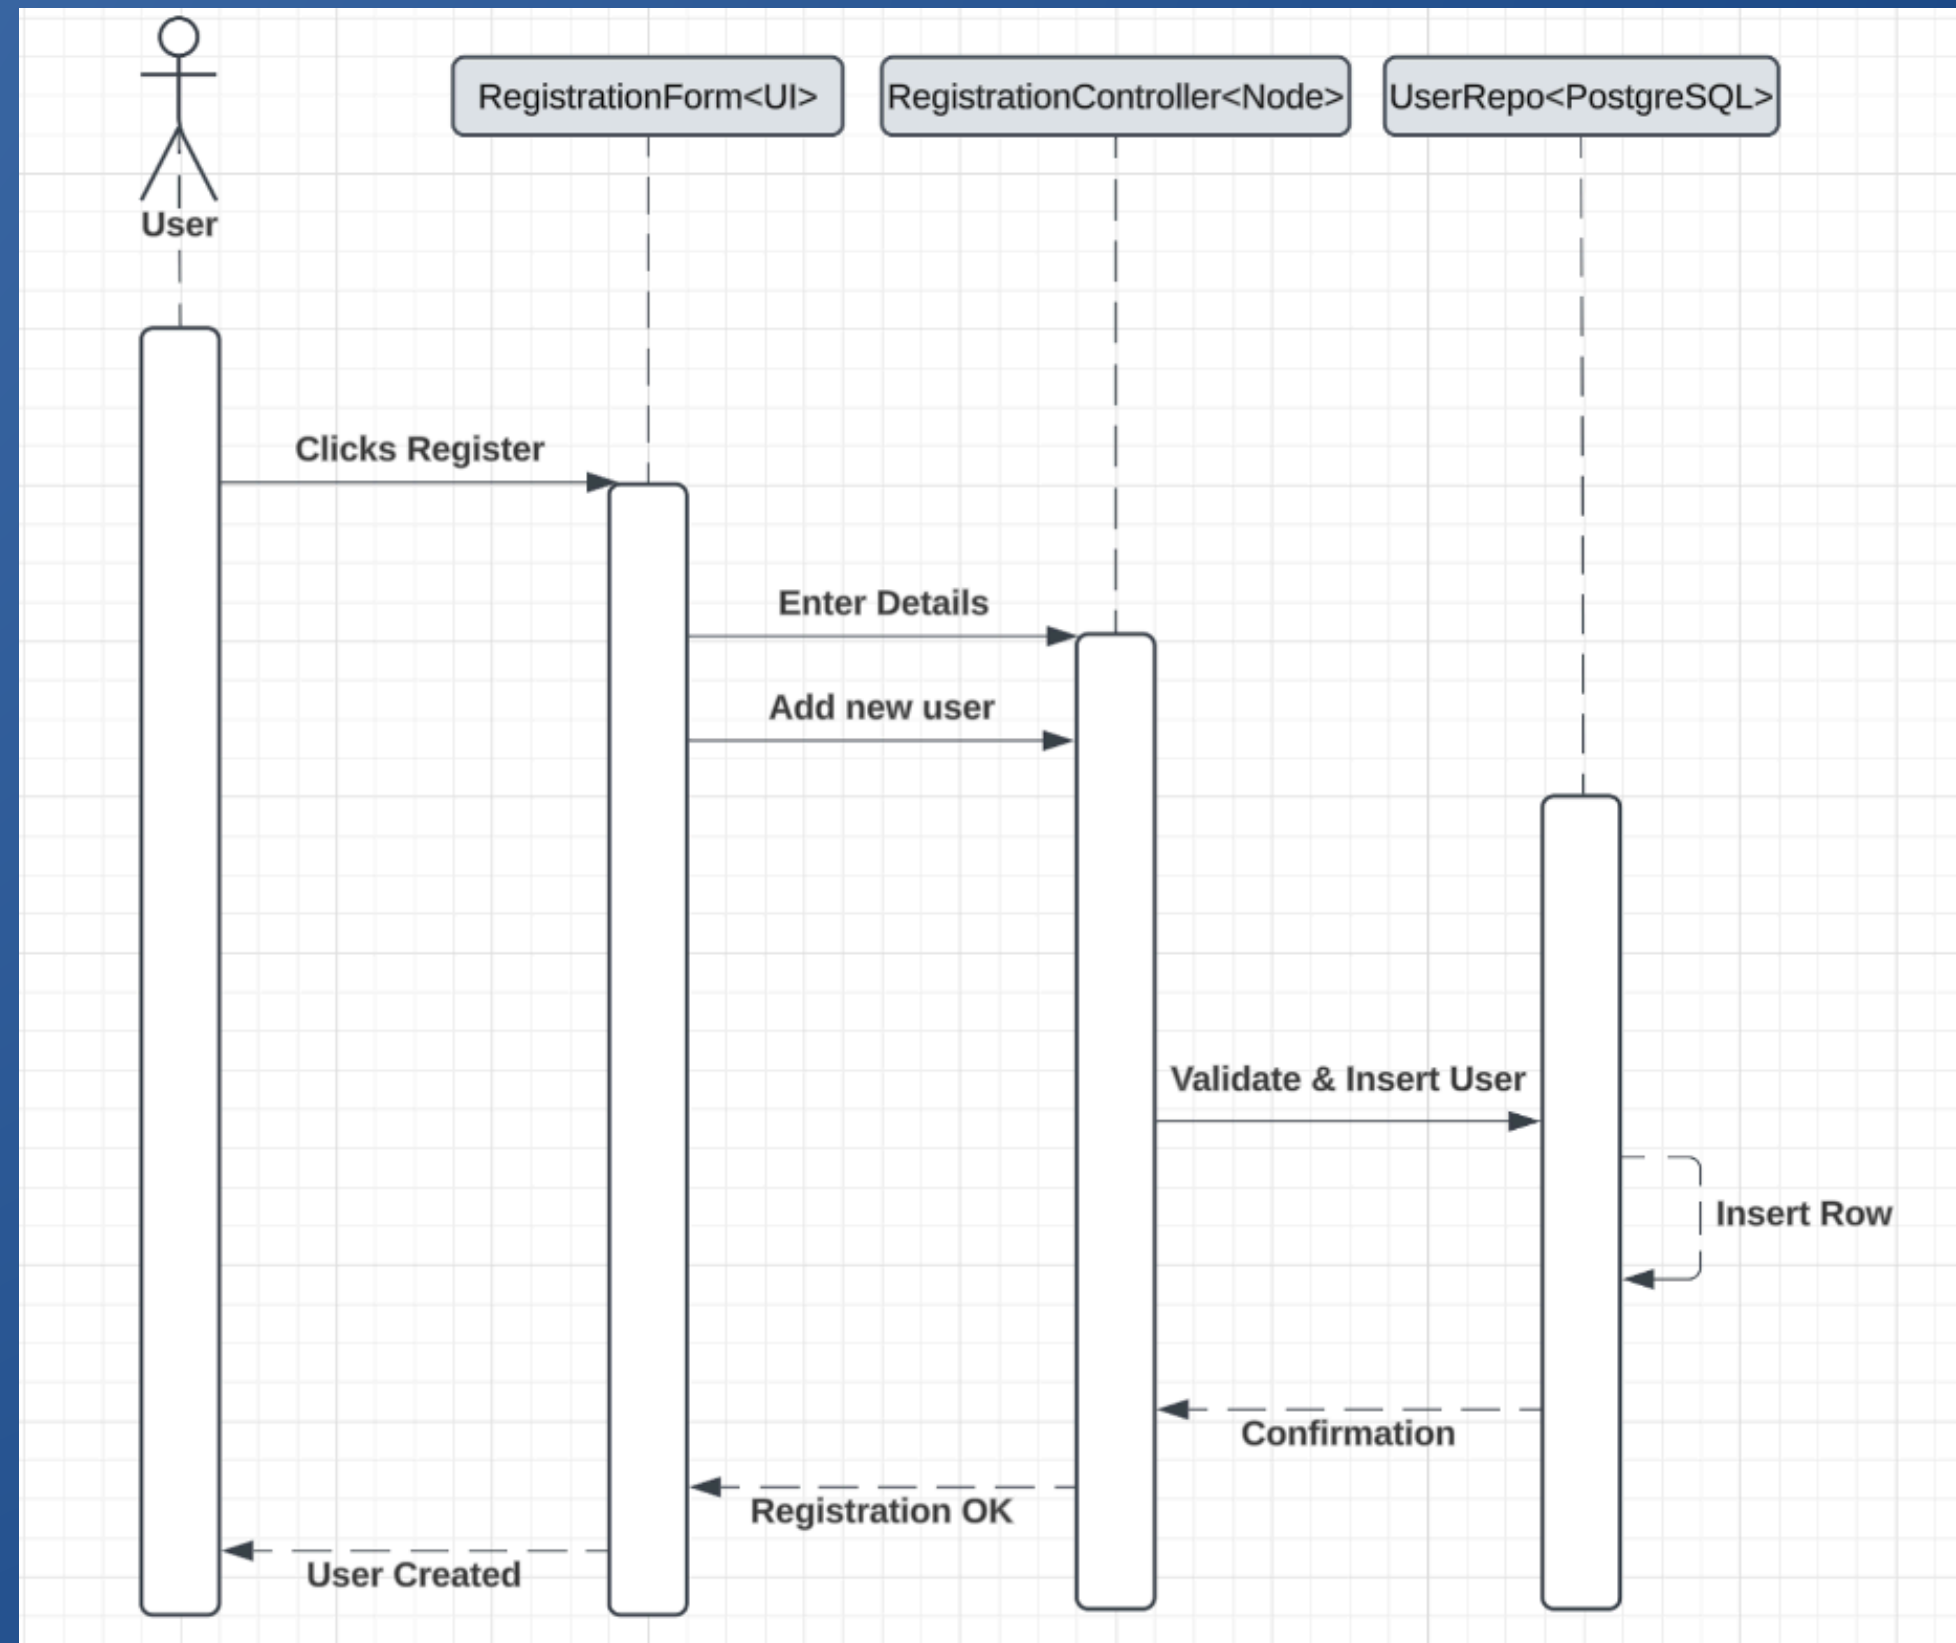 RegistrationForm<UI>
RegistrationController<Node>
UserRepo<PostgreSQL>
User
Clicks Register
Enter Details
Add new user
Validate & Insert User
Insert Row
Confirmation
Registration OK
User Created